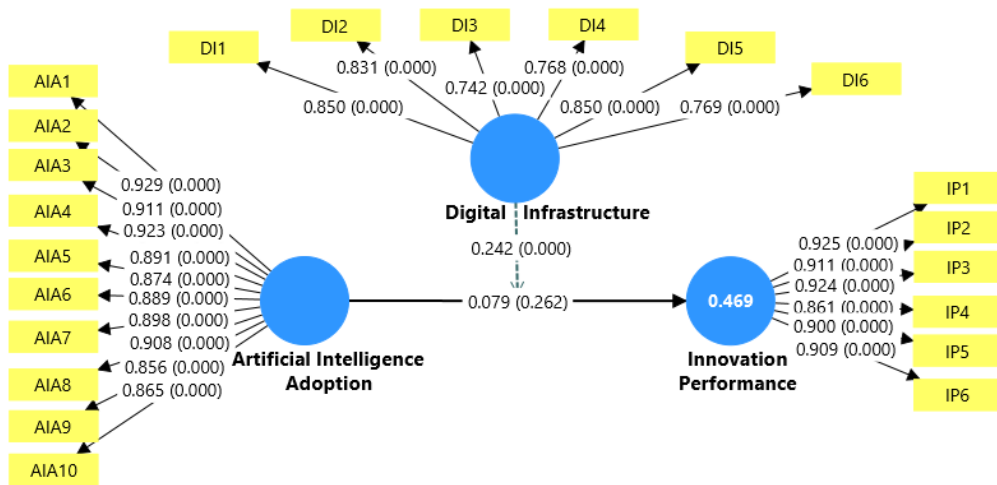 DI1
DI2
DI3
DI4
DI5
DI6
0.850 (0.000)
0.831 (0.000)
0.742 (0.000)
0.768 (0.000)
0.850 (0.000)
0.769 (0.000)
Digital Infrastructure
0.242 (0.000)
AIA1
AIA2
AIA3
AIA4
AIA5
AIA6
AIA7
AIA8
AIA9
AIA10
0.929 (0.000)
0.911 (0.000)
0.923 (0.000)
0.891 (0.000)
0.874 (0.000)
0.889 (0.000)
0.898 (0.000)
0.908 (0.000)
0.856 (0.000)
0.865 (0.000)
Artificial Intelligence
Adoption
0.079 (0.262)
0.469
Innovation
Performance
0.925 (0.000)
0.911 (0.000)
0.924 (0.000)
0.861 (0.000)
0.900 (0.000)
0.909 (0.000)
IP1
IP2
IP3
IP4
IP5
IP6